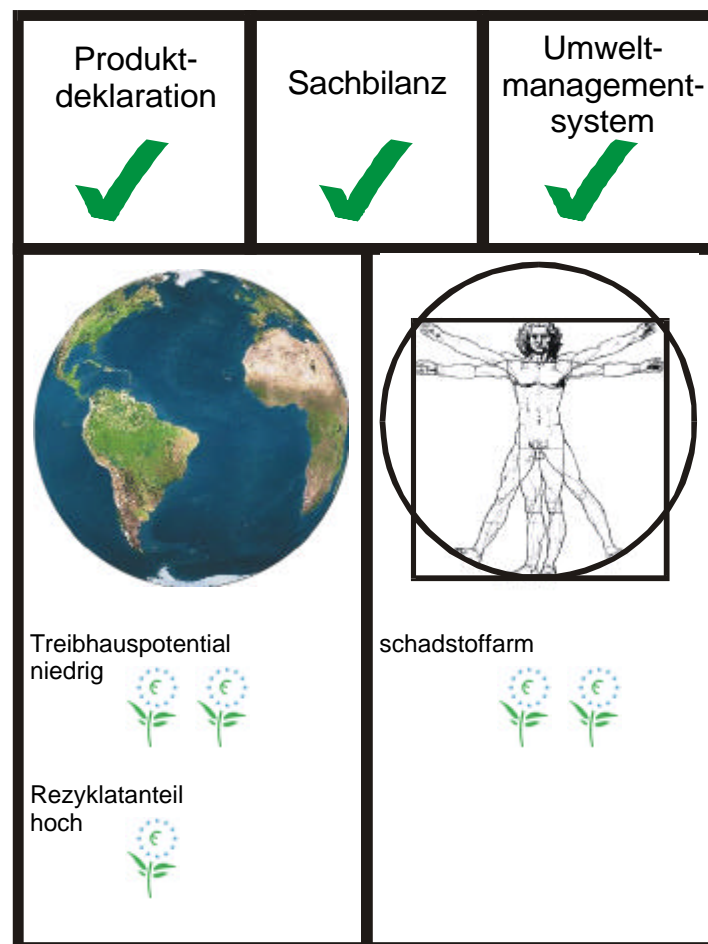 Produkt-
deklaration
Sachbilanz
Umwelt-
management-
system
Treibhauspotential
niedrig
schadstoffarm
Rezyklatanteil
hoch